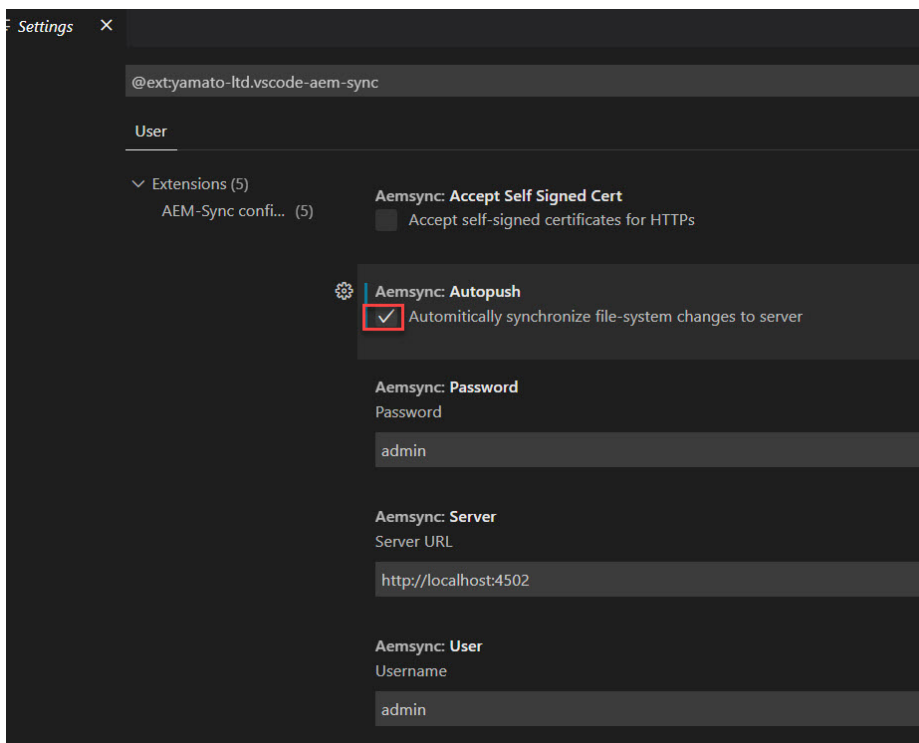 Settings
@ext:yamato-ltd.vscode-aem-sync
User
Extensions (5)
AEM-Sync confi... (5)
Aemsync: Accept Self Signed Cert
Accept self-signed certificates for HTTPs
Aemsync: Autopush
Automitically synchronize file-system changes to server
Aemsync: Password
Password
admin
Aemsync: Server
Server URL
http://localhost:4502
Aemsync: User
Username
admin